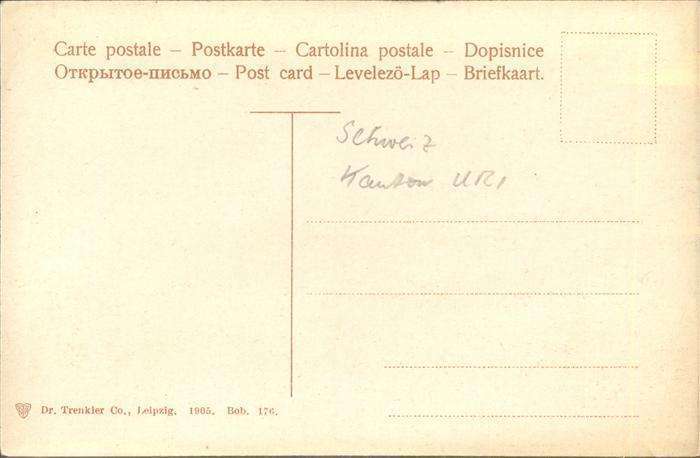 Carte postale – Postkarte – Cartolina postale – Dopisnice
Открытое-письмо – Post card – Levelező-Lap – Briefkaart.
Schweiz
Kanton URI
Dr. Trenkler Co., Leipzig. 1905. Bob. 176.